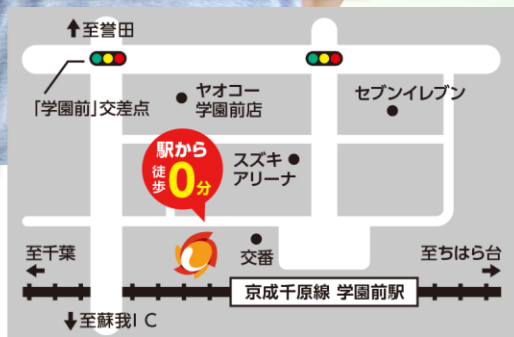 至誉田
「学園前」交差点
ヤオコー
学園前店
セブンイレブン
駅から
徒歩0分
スズキ
アリーナ
交番
至千葉
至ちはら台
京成千原線 学園前駅
至蘇我IC